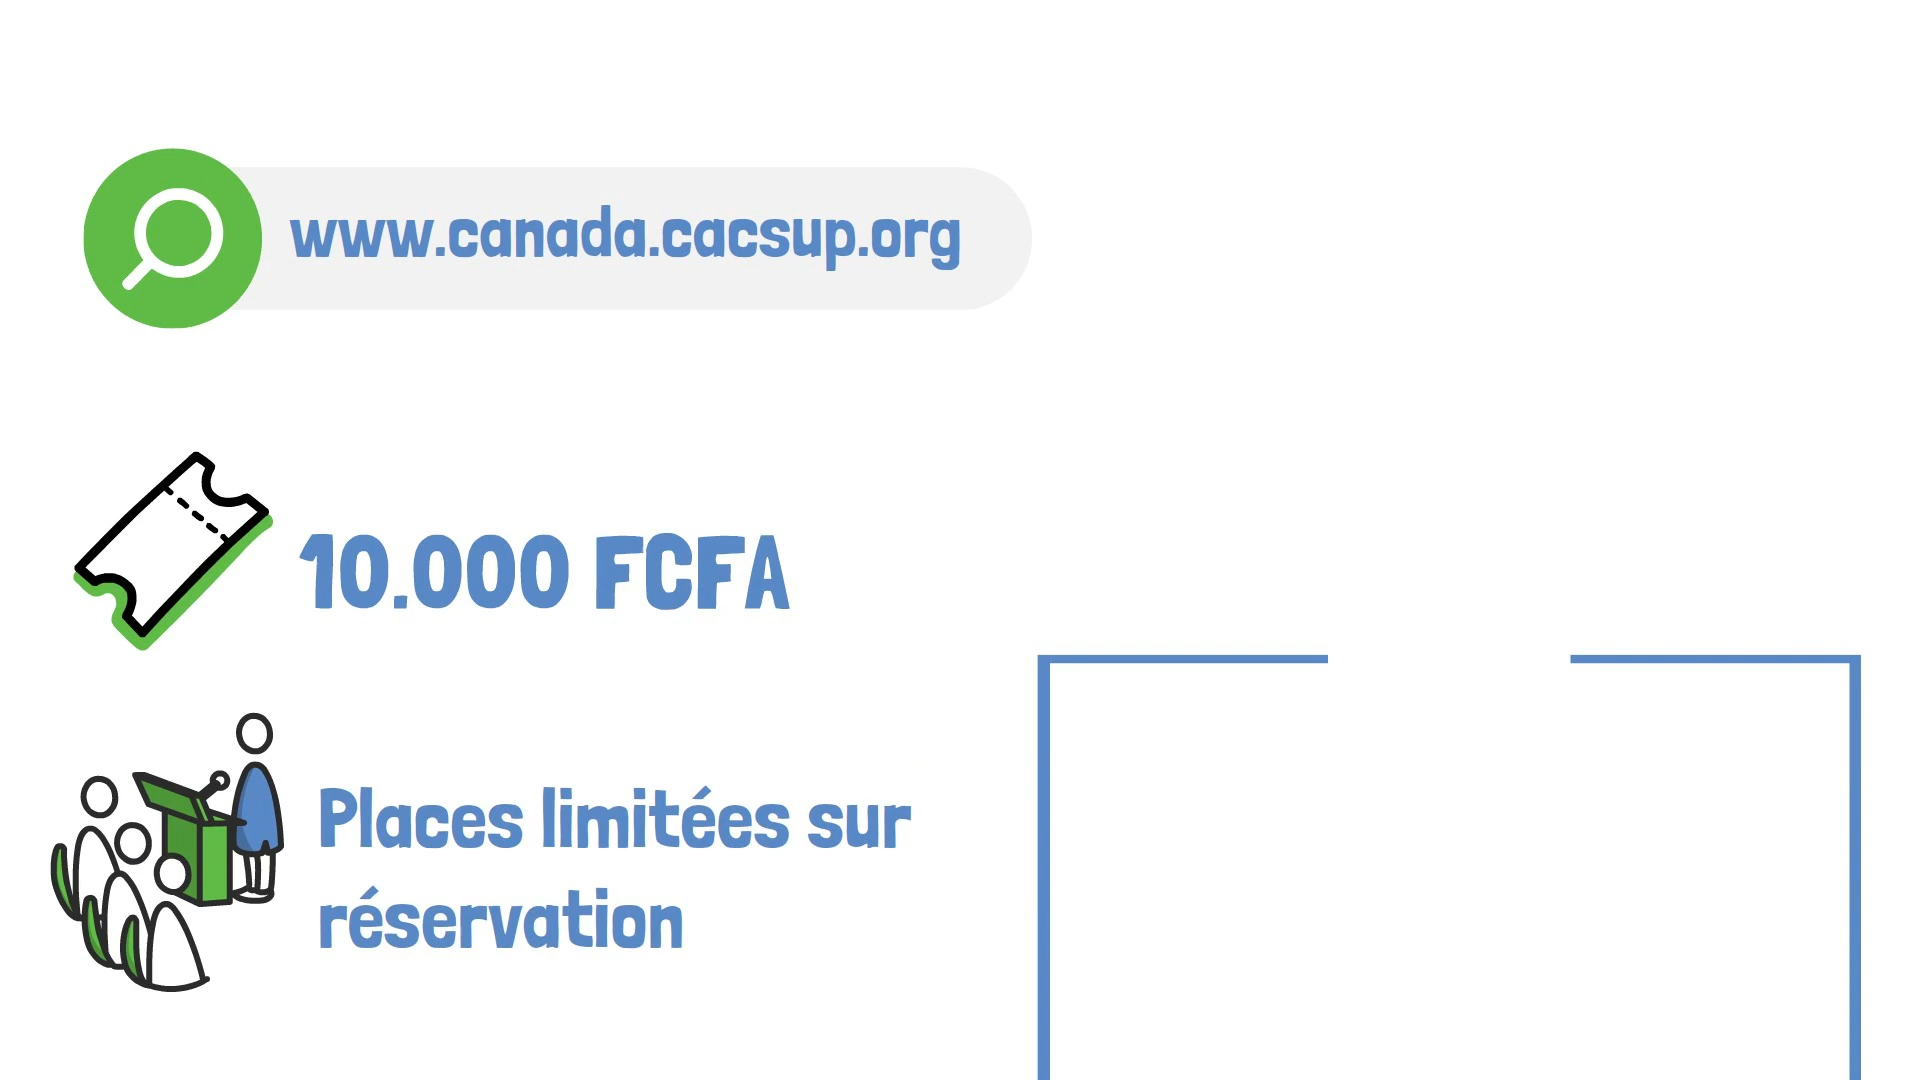 www.canada.cacsup.org
10.000 FCFA
Places limitées sur
réservation